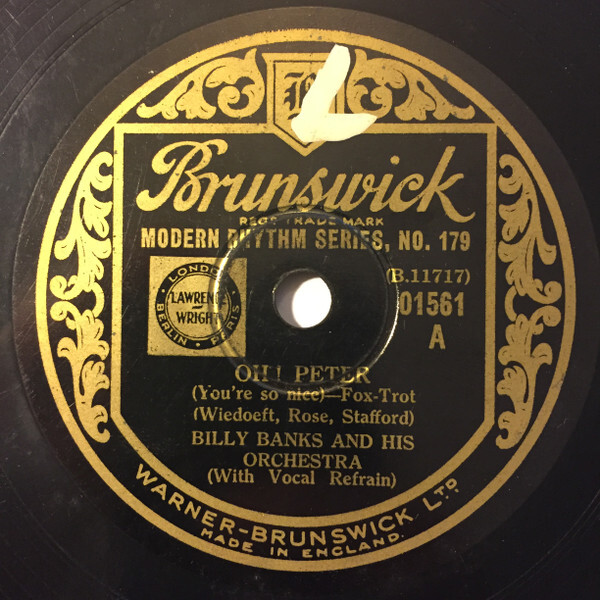 B
L
Brunswick
REGD TRADE MARK
MODERN RHYTHM SERIES, NO. 179
(B.11717)
LONDON
LAWRENCE
WRIGHT
BERLIN • PARIS
01561
A
OH! PETER
(You're so nice)—Fox-Trot
(Wiedoeft, Rose, Stafford)
BILLY BANKS AND HIS
ORCHESTRA
(With Vocal Refrain)
WARNER-BRUNSWICK LTD.
MADE IN ENGLAND.